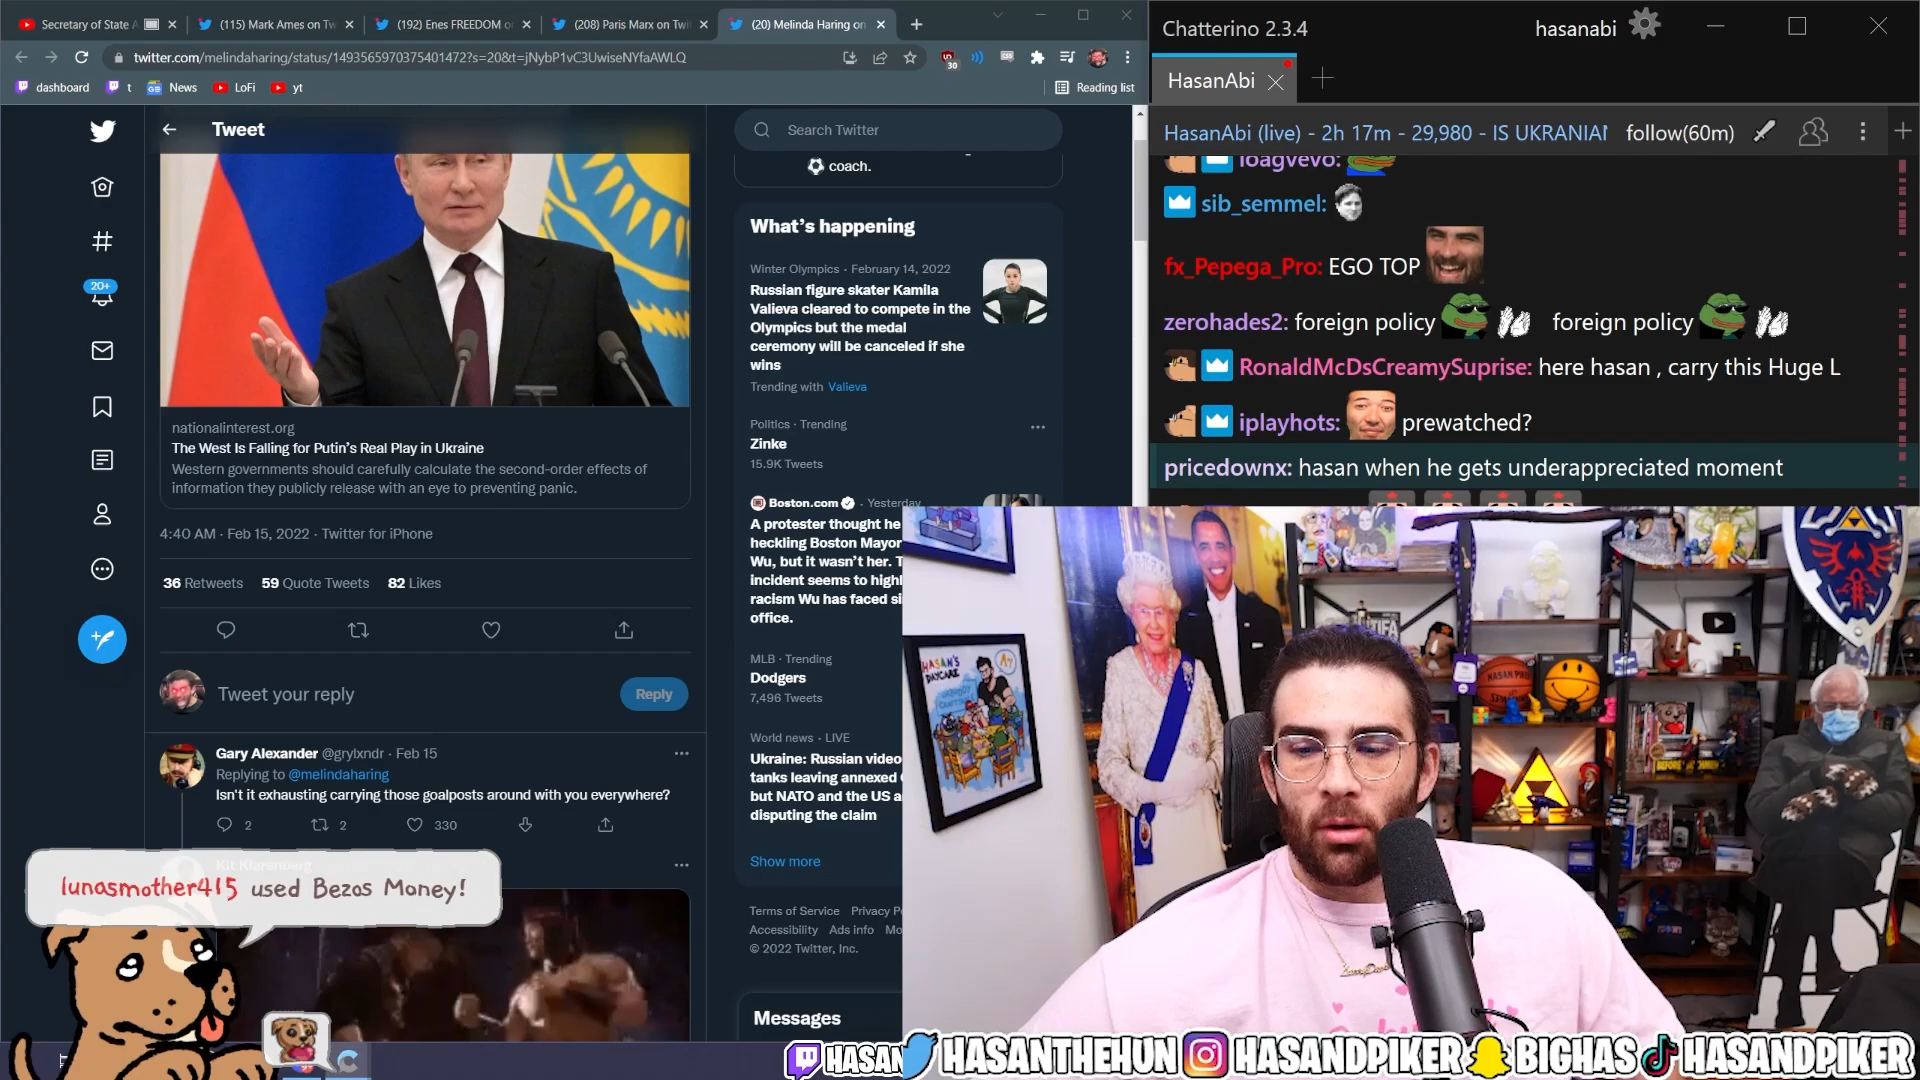 Secretary of State A
(115) Mark Ames on Tw
(192) Enes FREEDOM o
(208) Paris Marx on Twi
(20) Melinda Haring on
twitter.com/melindaharing/status/1493565970375401472?s=20&t=jNybP1vC3UwiseNYfaAWLQ
30
dashboard
t
News
LoFi
yt
Reading list
Tweet
20+
nationalinterest.org
The West Is Falling for Putin's Real Play in Ukraine
Western governments should carefully calculate the second-order effects of
information they publicly release with an eye to preventing panic.
4:40 AM · Feb 15, 2022 · Twitter for iPhone
36 Retweets 59 Quote Tweets 82 Likes
Tweet your reply
Reply
Gary Alexander @grylxndr · Feb 15
Replying to @melindaharing
Isn't it exhausting carrying those goalposts around with you everywhere?
2
2
330
Kit Klarenberg
lunasmother415 used Bezos Money!
Search Twitter
coach.
What's happening
Winter Olympics · February 14, 2022
Russian figure skater Kamila
Valieva cleared to compete in the
Olympics but the medal
ceremony will be canceled if she
wins
Trending with Valieva
Politics · Trending
Zinke
15.9K Tweets
Boston.com · Yesterday
A protester thought he
heckling Boston Mayor
Wu, but it wasn't her. T
incident seems to highl
racism Wu has faced si
office.
MLB · Trending
Dodgers
7,496 Tweets
World news · LIVE
Ukraine: Russian video
tanks leaving annexed
but NATO and the US a
disputing the claim
Show more
Terms of Service Privacy P
Accessibility Ads info Mo
© 2022 Twitter, Inc.
Messages
Chatterino 2.3.4
hasanabi
HasanAbi
HasanAbi (live) - 2h 17m - 29,980 - IS UKRANIAN
follow(60m)
loagvevo:
sib_semmel:
fx_Pepega_Pro: EGO TOP
zerohades2: foreign policy foreign policy
RonaldMcDsCreamySuprise: here hasan , carry this Huge L
iplayhots: prewatched?
pricedownx: hasan when he gets underappreciated moment
HASAN'S
DAYCARE
HASAN PIKER
HASAN
HASANTHEHUN
HASANDPIKER
BIGHAS
HASANDPIKER